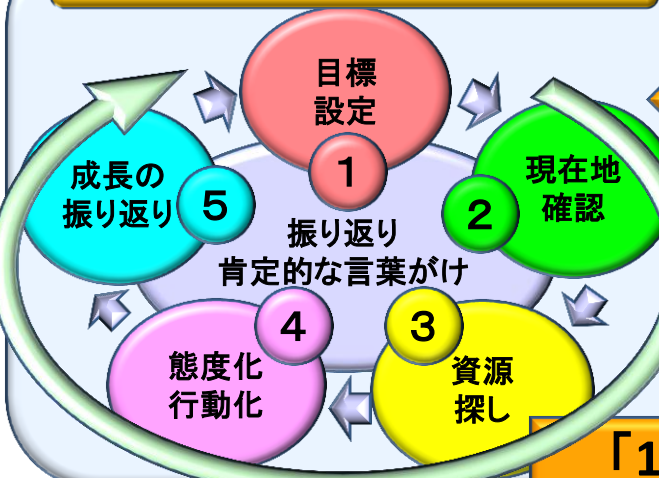 目標
設定
1
現在地
確認
2
資源
探し
3
態度化
行動化
4
成長の
振り返り
5
振り返り
肯定的な言葉がけ
「1